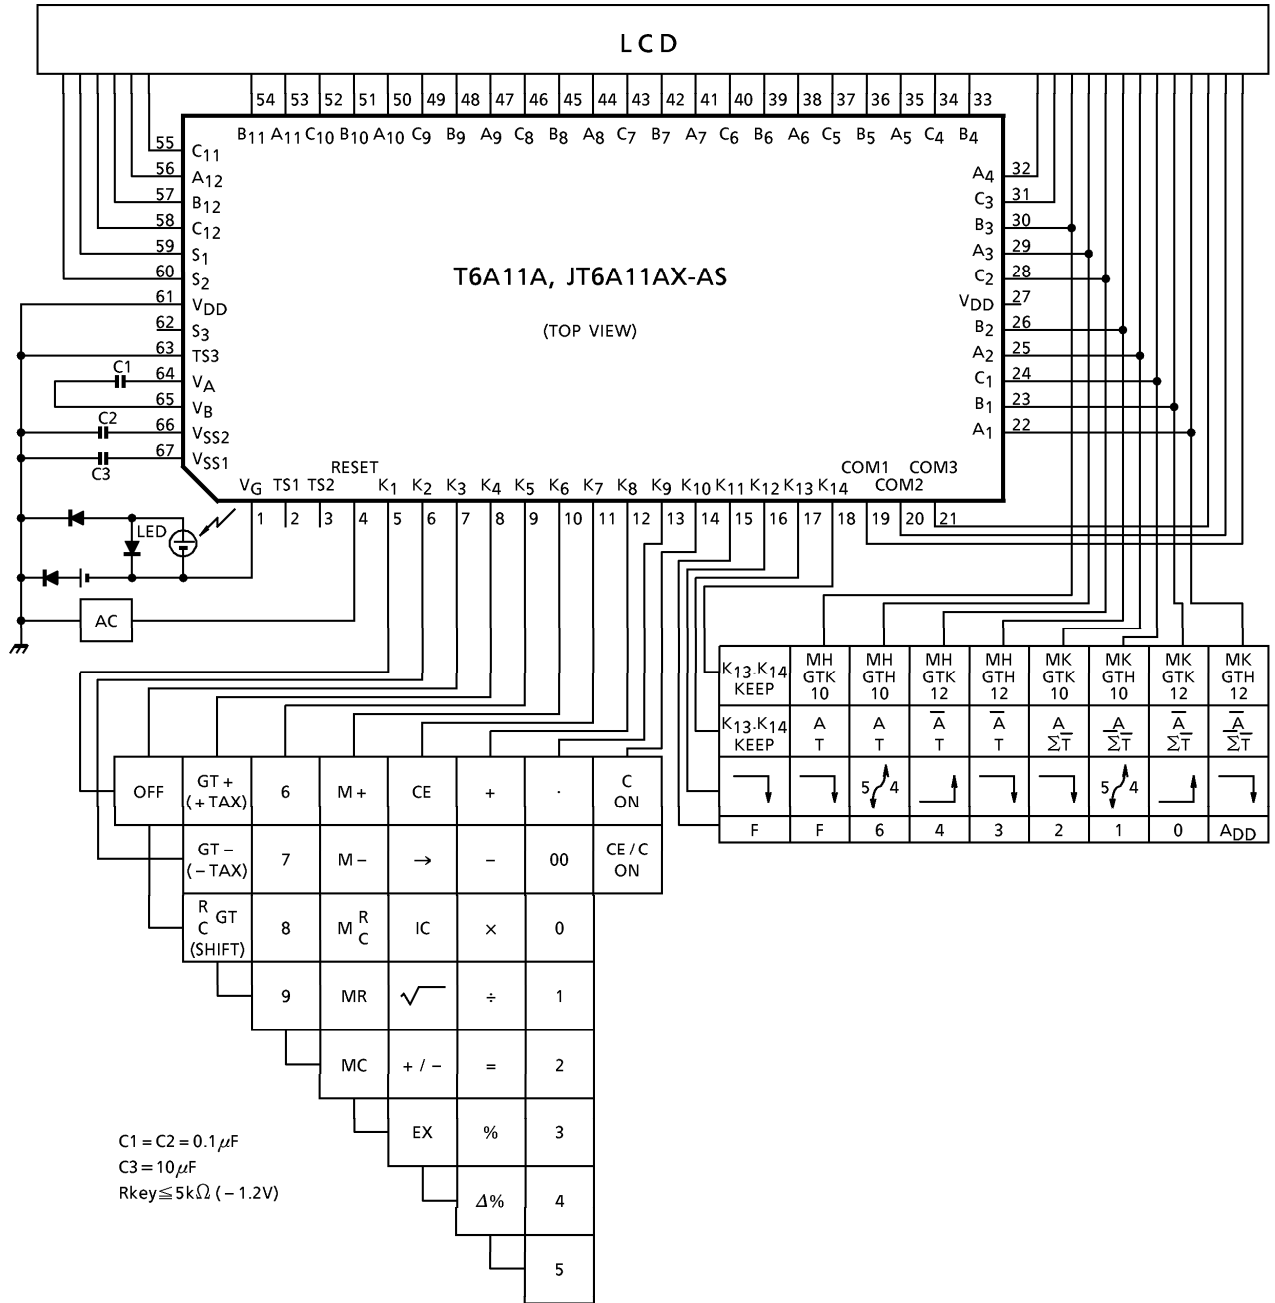 LCD
54 53 52 51 50 49 48 47 46 45 44 43 42 41 40 39 38 37 36 35 34 33
B11 A11 C10 B10 A10 C9 B9 A9 C8 B8 A8 C7 B7 A7 C6 B6 A6 C5 B5 A5 C4 B4
55 C11
56 A12
57 B12
58 C12
59 S1
60 S2
61 VDD
62 S3
63 TS3
64 VA
65 VB
66 VSS2
67 VSS1
C1
C2
C3
T6A11A, JT6A11AX-AS
(TOP VIEW)
A4 32
C3 31
B3 30
A3 29
C2 28
VDD 27
B2 26
A2 25
C1 24
B1 23
A1 22
RESET COM1 COM3
VG TS1 TS2 K1 K2 K3 K4 K5 K6 K7 K8 K9 K10 K11 K12 K13 K14 COM2
1 2 3 4 5 6 7 8 9 10 11 12 13 14 15 16 17 18 19 20 21
LED
AC
K13.K14 KEEP
MH GTK 10
MH GTH 10
MH GTK 12
MH GTH 12
MK GTK 10
MK GTH 10
MK GTK 12
MK GTH 12
K13.K14 KEEP
A T
A T
A̅ T
A̅ T
A ΣT̅
A ΣT̅
A̅ ΣT̅
A̅ ΣT̅
5 4 5 4
F F 6 4 3 2 1 0 ADD
OFF GT+ (+TAX) 6 M+ CE + · C ON
GT− (−TAX) 7 M− → − 00 CE/C ON
R C GT (SHIFT) 8 M R C IC × 0
9 MR √ ÷ 1
MC +/− = 2
EX % 3
Δ% 4
5
C1=C2=0.1μF
C3=10μF
Rkey≦5kΩ (−1.2V)